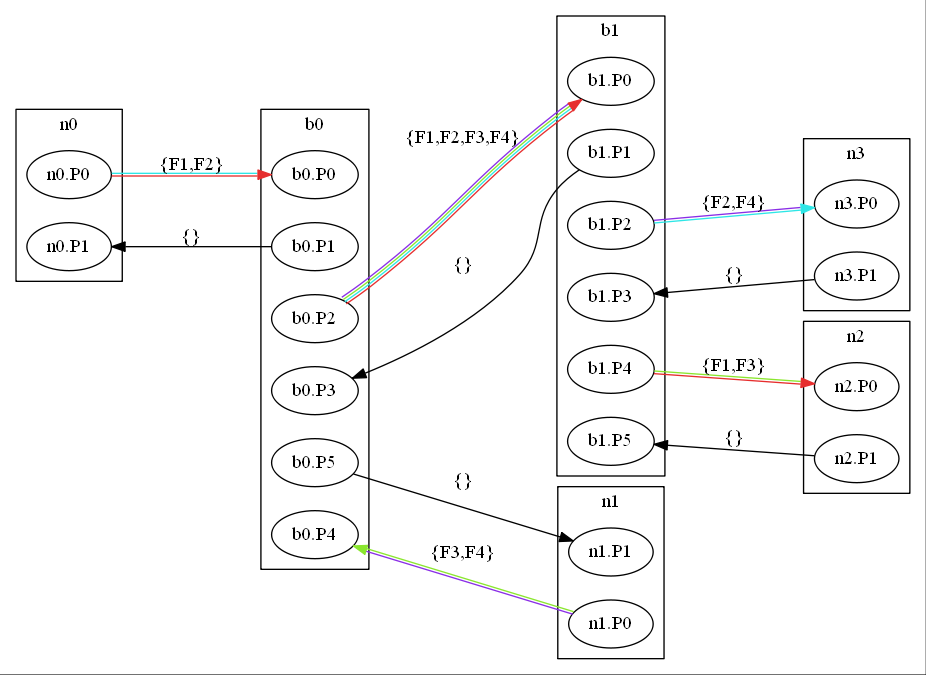 n0
n0.P0
n0.P1
{F1,F2}
{}
b0
b0.P0
b0.P1
b0.P2
b0.P3
b0.P5
b0.P4
{F1,F2,F3,F4}
{}
{}
{F3,F4}
b1
b1.P0
b1.P1
b1.P2
b1.P3
b1.P4
b1.P5
n1
n1.P1
n1.P0
{F2,F4}
{}
{F1,F3}
{}
n3
n3.P0
n3.P1
n2
n2.P0
n2.P1